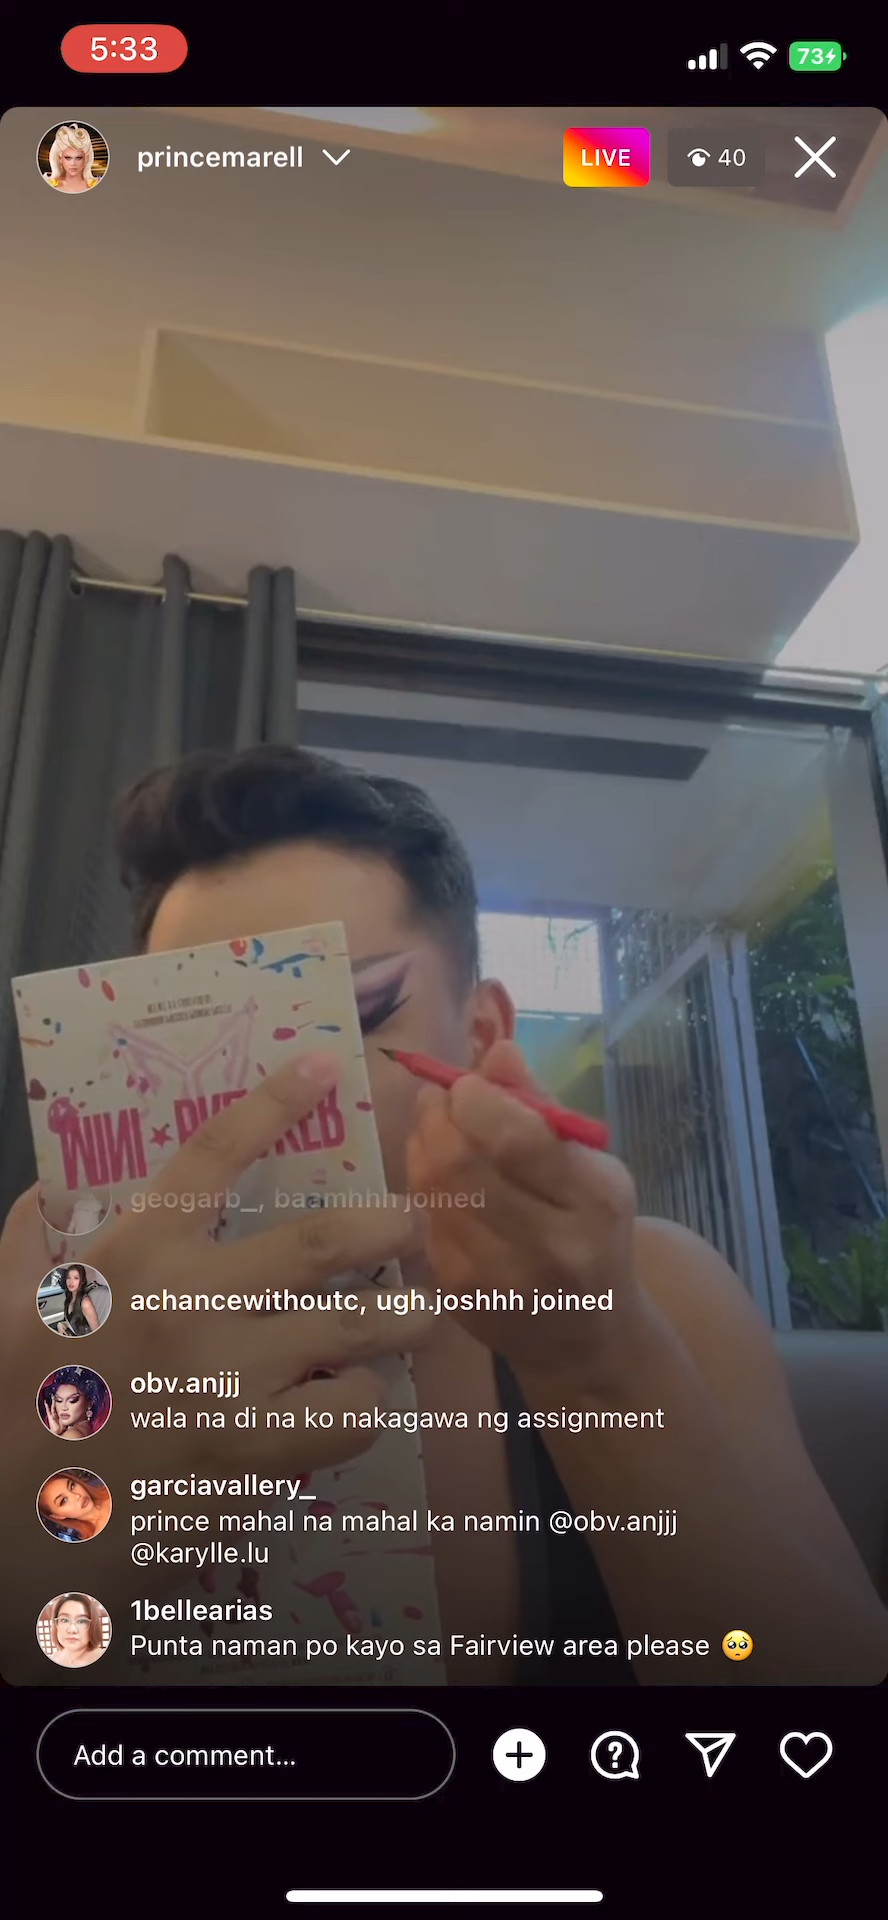 5:33
73
princemarell
LIVE
40
MINI
geogarb_, baamhhh joined
achancewithoutc, ugh.joshhh joined
obv.anjjj
wala na di na ko nakagawa ng assignment
garciavallery_
prince mahal na mahal ka namin @obv.anjjj
@karylle.lu
1bellearias
Punta naman po kayo sa Fairview area please 🥺
Add a comment...